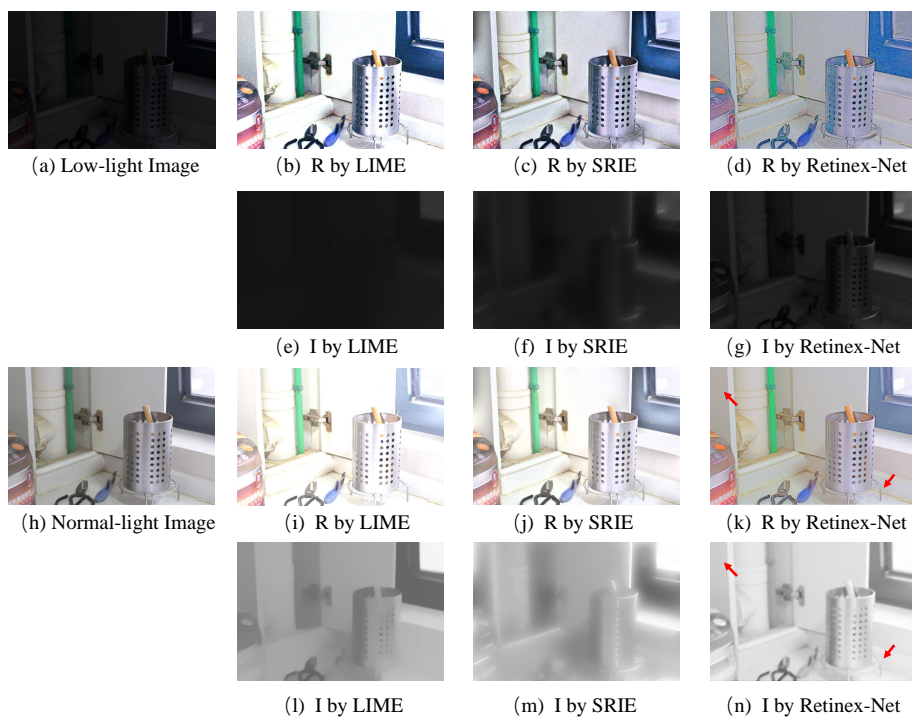 (a) Low-light Image
(b) R by LIME
(c) R by SRIE
(d) R by Retinex-Net
(e) I by LIME
(f) I by SRIE
(g) I by Retinex-Net
(h) Normal-light Image
(i) R by LIME
(j) R by SRIE
(k) R by Retinex-Net
(l) I by LIME
(m) I by SRIE
(n) I by Retinex-Net